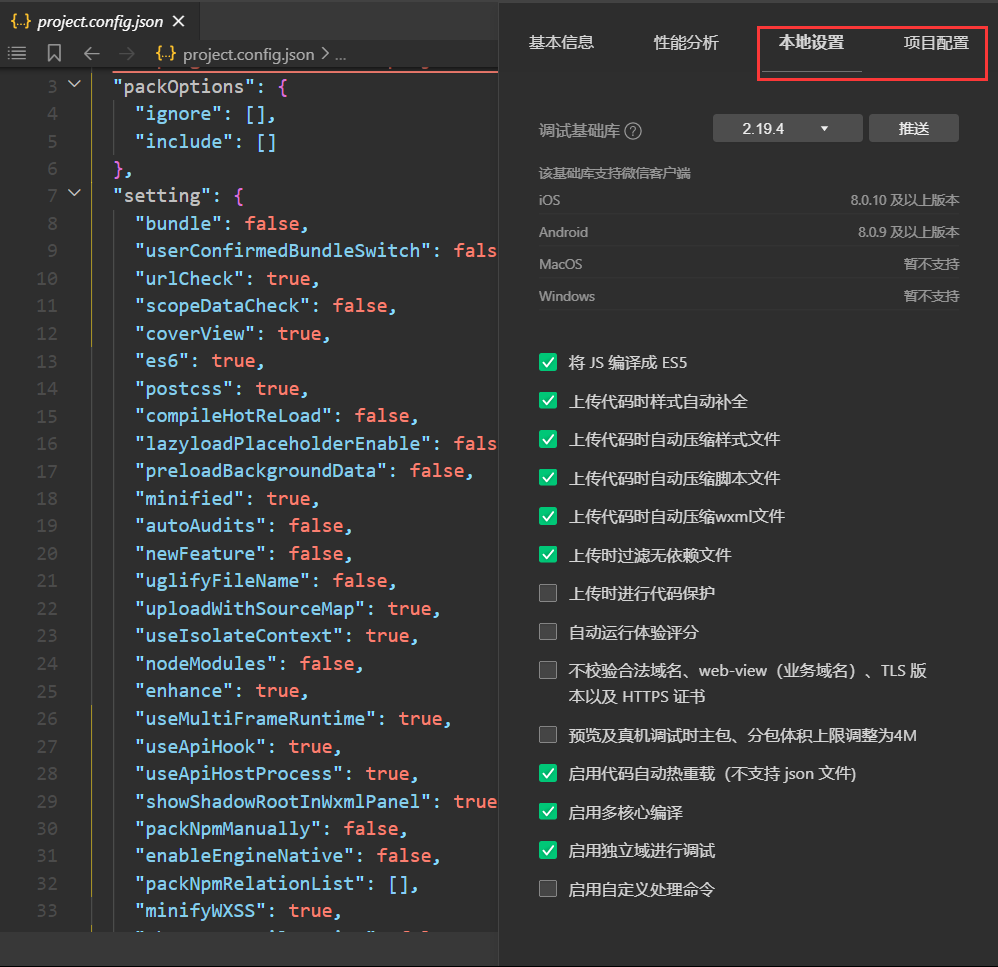 project.config.json
project.config.json > ...
3 "packOptions": {
4 "ignore": [],
5 "include": []
6 },
7 "setting": {
8 "bundle": false,
9 "userConfirmedBundleSwitch": fals
10 "urlCheck": true,
11 "scopeDataCheck": false,
12 "coverView": true,
13 "es6": true,
14 "postcss": true,
15 "compileHotReLoad": false,
16 "lazyloadPlaceholderEnable": fals
17 "preloadBackgroundData": false,
18 "minified": true,
19 "autoAudits": false,
20 "newFeature": false,
21 "uglifyFileName": false,
22 "uploadWithSourceMap": true,
23 "useIsolateContext": true,
24 "nodeModules": false,
25 "enhance": true,
26 "useMultiFrameRuntime": true,
27 "useApiHook": true,
28 "useApiHostProcess": true,
29 "showShadowRootInWxmlPanel": true
30 "packNpmManually": false,
31 "enableEngineNative": false,
32 "packNpmRelationList": [],
33 "minifyWXSS": true,
基本信息 性能分析 本地设置 项目配置
调试基础库 ? 2.19.4 推送
该基础库支持微信客户端
iOS 8.0.10 及以上版本
Android 8.0.9 及以上版本
MacOS 暂不支持
Windows 暂不支持
将 JS 编译成 ES5
上传代码时样式自动补全
上传代码时自动压缩样式文件
上传代码时自动压缩脚本文件
上传代码时自动压缩wxml文件
上传时过滤无依赖文件
上传时进行代码保护
自动运行体验评分
不校验合法域名、web-view（业务域名）、TLS 版
本以及 HTTPS 证书
预览及真机调试时主包、分包体积上限调整为4M
启用代码自动热重载（不支持 json 文件)
启用多核心编译
启用独立域进行调试
启用自定义处理命令